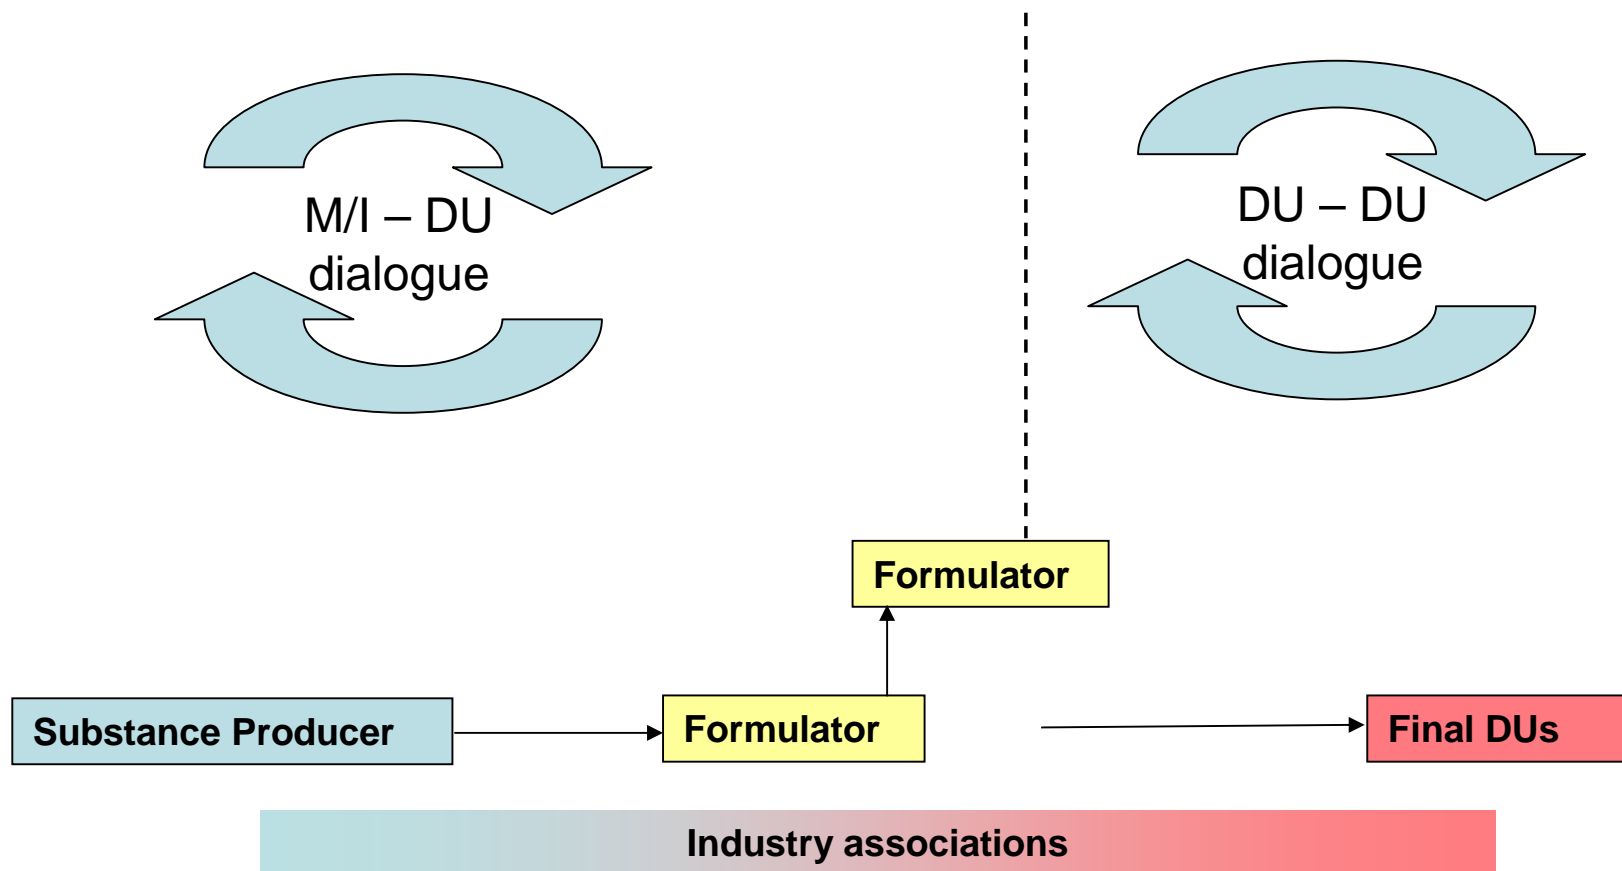 M/I – DU
dialogue
DU – DU
dialogue
Formulator
Substance Producer
Formulator
Final DUs
Industry associations